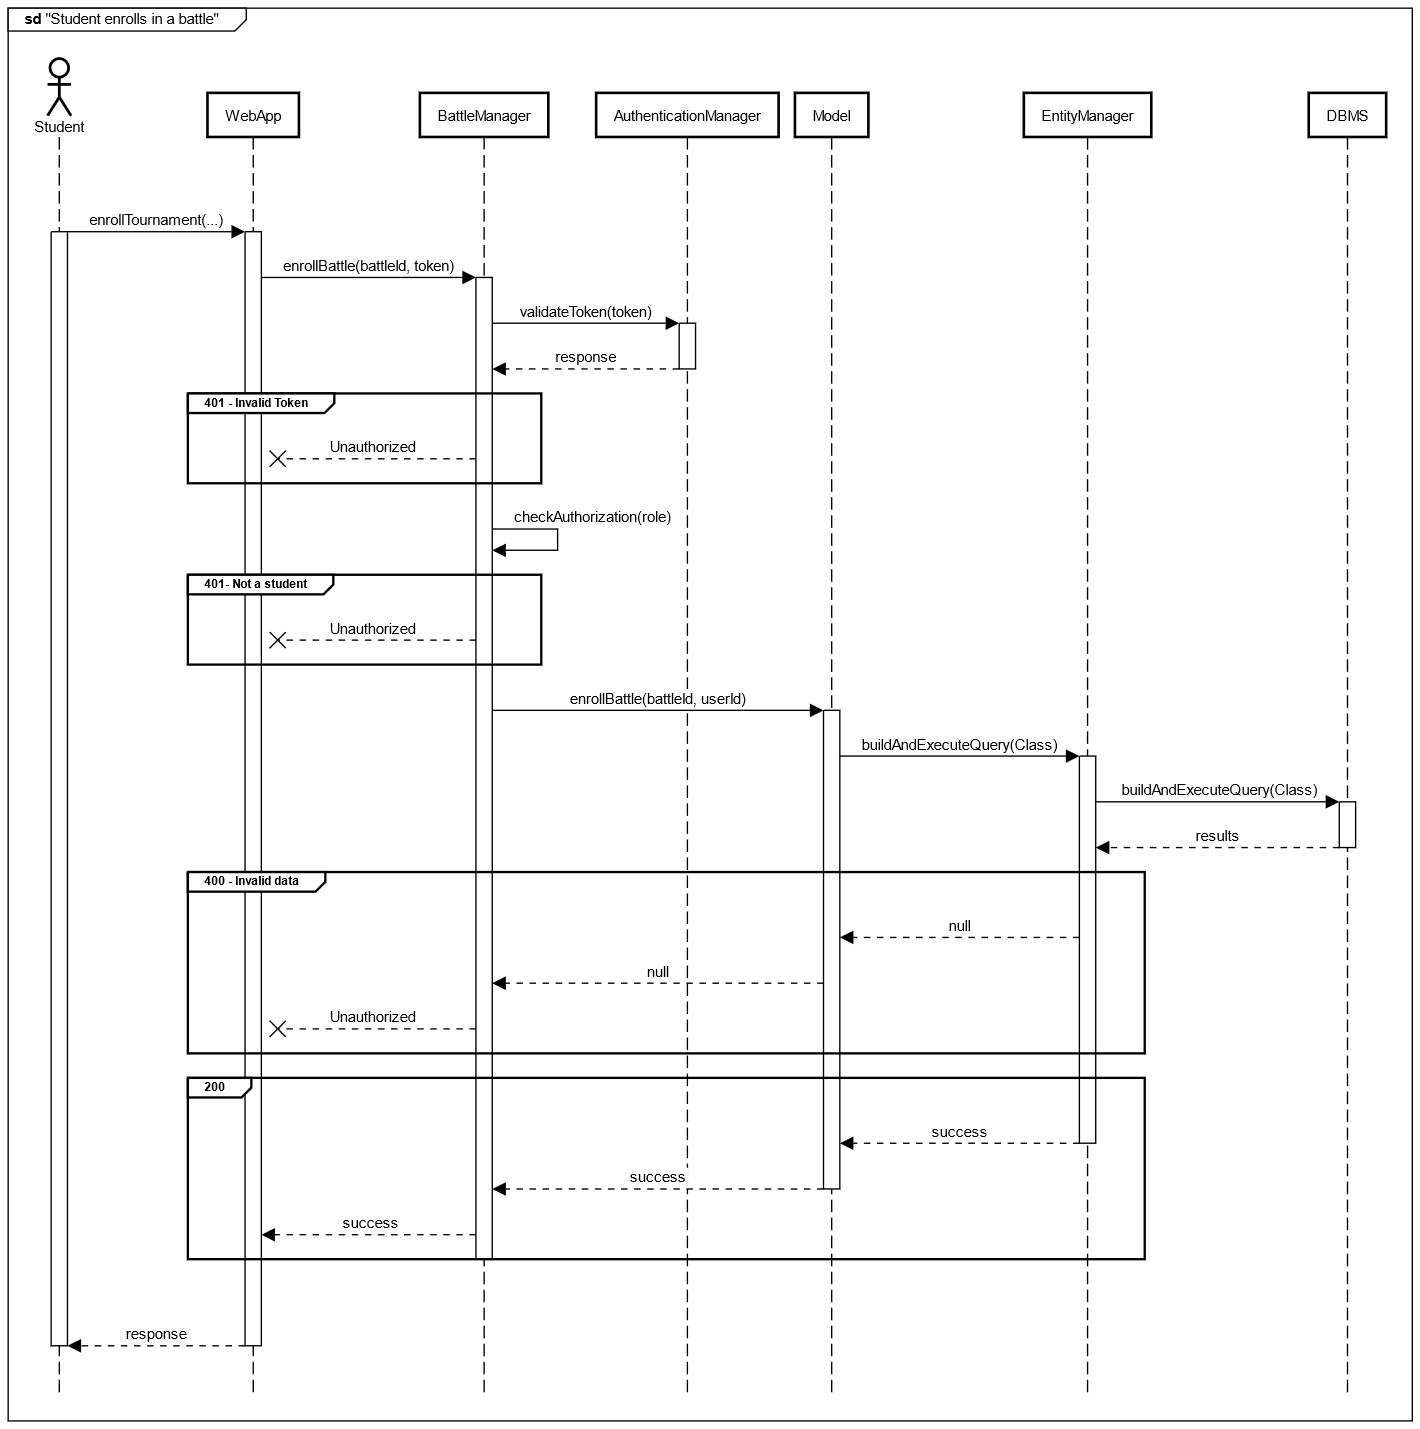 sd "Student enrolls in a battle"
Student
WebApp
BattleManager
AuthenticationManager
Model
EntityManager
DBMS
enrollTournament(...)
enrollBattle(battleId, token)
validateToken(token)
response
401 - Invalid Token
Unauthorized
checkAuthorization(role)
401- Not a student
Unauthorized
enrollBattle(battleId, userId)
buildAndExecuteQuery(Class)
buildAndExecuteQuery(Class)
results
400 - Invalid data
null
null
Unauthorized
200
success
success
success
response